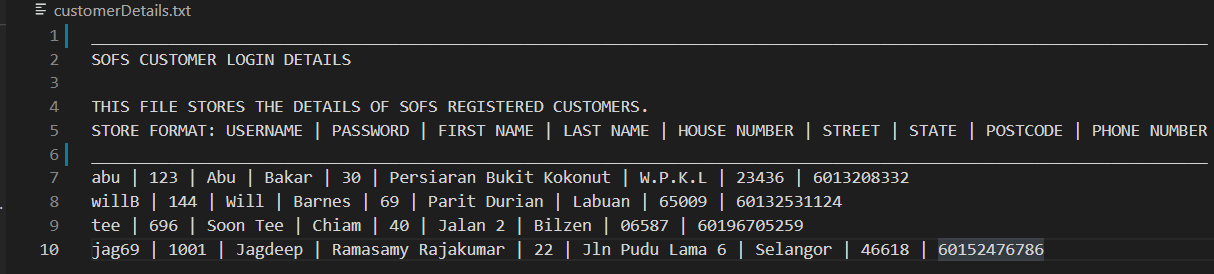 customerDetails.txt
1
2 SOFS CUSTOMER LOGIN DETAILS
3
4 THIS FILE STORES THE DETAILS OF SOFS REGISTERED CUSTOMERS.
5 STORE FORMAT: USERNAME | PASSWORD | FIRST NAME | LAST NAME | HOUSE NUMBER | STREET | STATE | POSTCODE | PHONE NUMBER
6
7 abu | 123 | Abu | Bakar | 30 | Persiaran Bukit Kokonut | W.P.K.L | 23436 | 6013208332
8 willB | 144 | Will | Barnes | 69 | Parit Durian | Labuan | 65009 | 60132531124
9 tee | 696 | Soon Tee | Chiam | 40 | Jalan 2 | Bilzen | 06587 | 60196705259
10 jag69 | 1001 | Jagdeep | Ramasamy Rajakumar | 22 | Jln Pudu Lama 6 | Selangor | 46618 | 60152476786